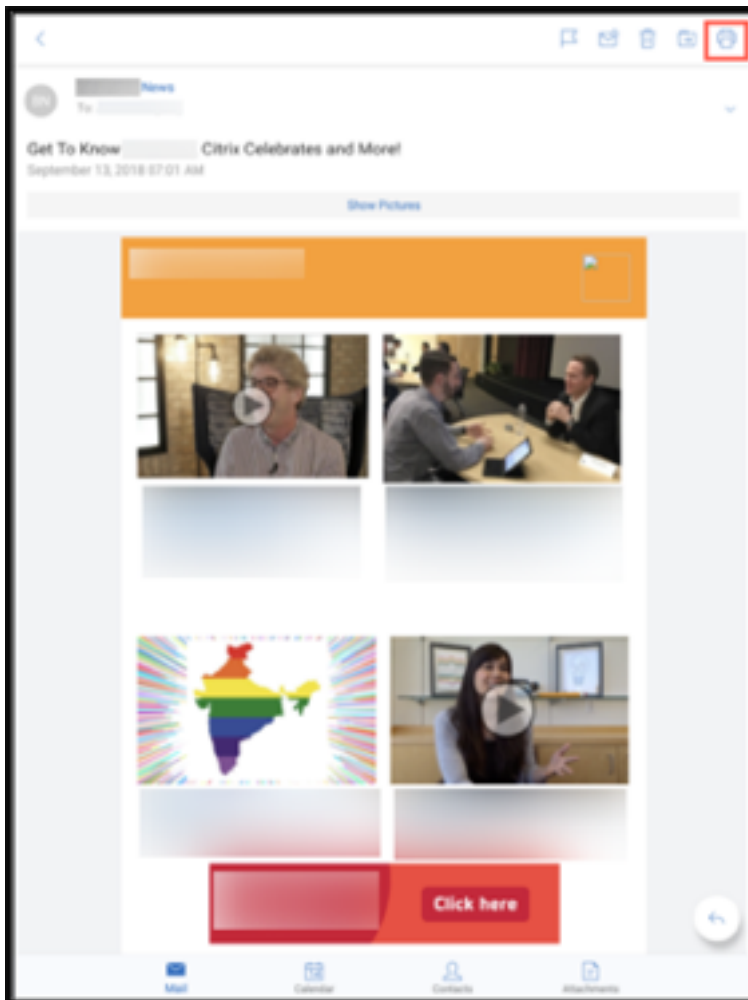 News
To:
Get To Know Citrix Celebrates and More!
September 13, 2018 07:01 AM
Show Pictures
Click here
Mail
Calendar
Contacts
Attachments